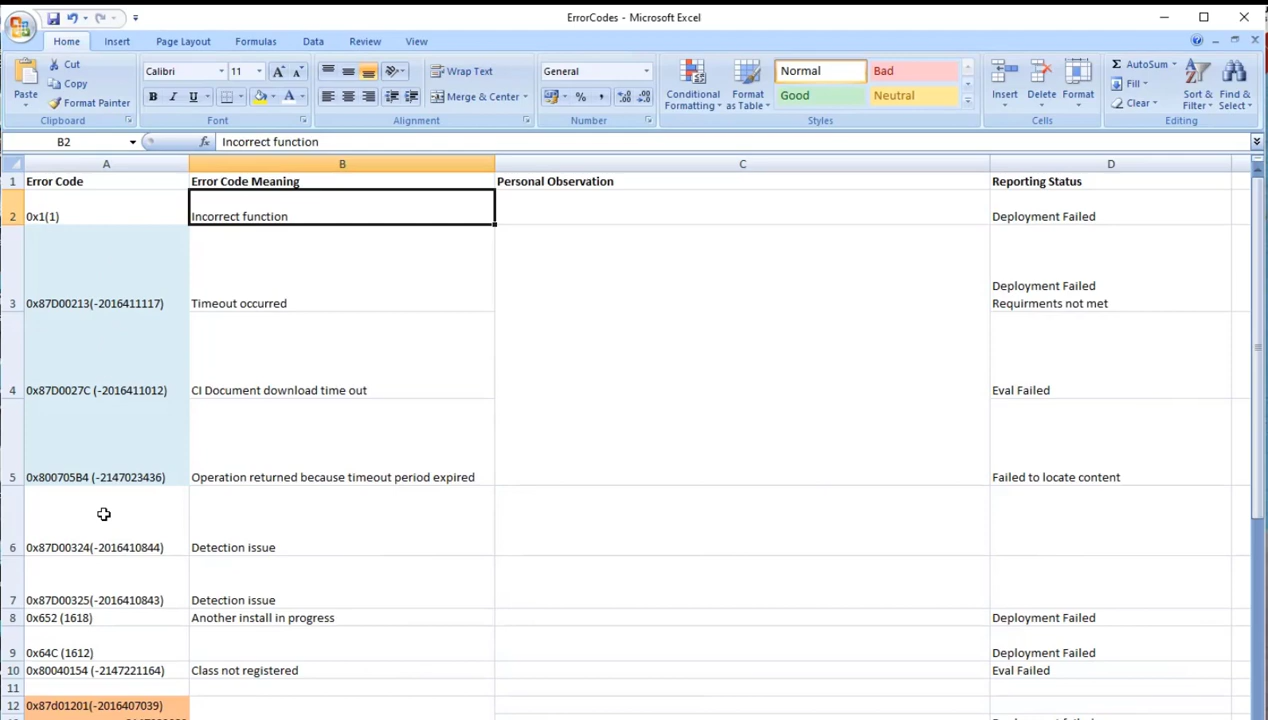 ErrorCodes - Microsoft Excel
Home Insert Page Layout Formulas Data Review View
Paste
Cut
Copy
Format Painter
Clipboard
Calibri 11
B I U
Font
Wrap Text
Merge & Center
Alignment
General
Number
Conditional Formatting
Format as Table
Normal Bad
Good Neutral
Styles
Insert Delete Format
Cells
AutoSum
Fill
Clear
Sort & Filter
Find & Select
Editing
B2 fx Incorrect function
A B C D
1 Error Code Error Code Meaning Personal Observation Reporting Status
2 0x1(1) Incorrect function Deployment Failed
Deployment Failed
3 0x87D00213(-2016411117) Timeout occurred Requirments not met
4 0x87D0027C (-2016411012) CI Document download time out Eval Failed
5 0x800705B4 (-2147023436) Operation returned because timeout period expired Failed to locate content
6 0x87D00324(-2016410844) Detection issue
7 0x87D00325(-2016410843) Detection issue
8 0x652 (1618) Another install in progress Deployment Failed
9 0x64C (1612) Deployment Failed
10 0x80040154 (-2147221164) Class not registered Eval Failed
11
12 0x87d01201(-2016407039)